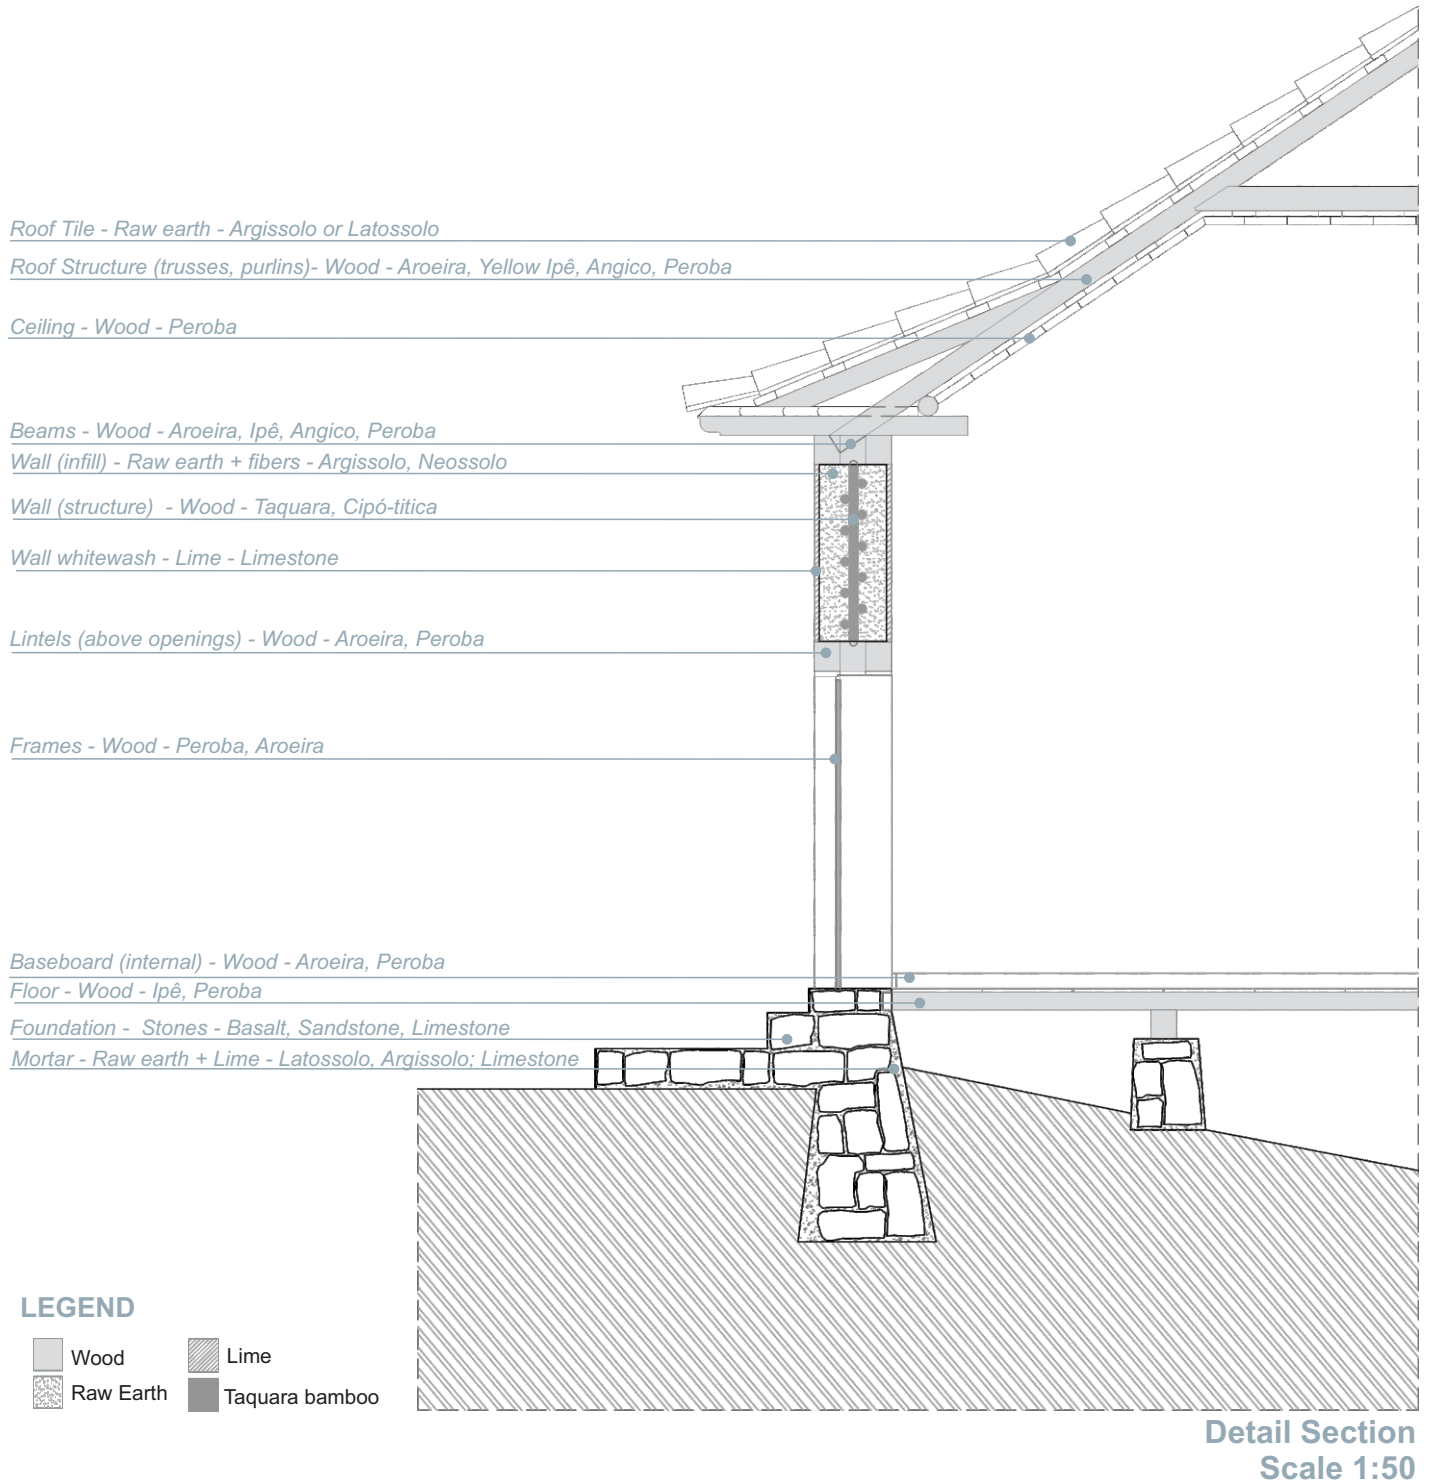 Roof Tile - Raw earth - Argissolo or Latossolo
Roof Structure (trusses, purlins)- Wood - Aroeira, Yellow Ipê, Angico, Peroba
Ceiling - Wood - Peroba
Beams - Wood - Aroeira, Ipê, Angico, Peroba
Wall (infill) - Raw earth + fibers - Argissolo, Neossolo
Wall (structure)  - Wood - Taquara, Cipó-titica
Wall whitewash - Lime - Limestone
Lintels (above openings) - Wood - Aroeira, Peroba
Frames - Wood - Peroba, Aroeira
Baseboard (internal) - Wood - Aroeira, Peroba
Floor - Wood - Ipê, Peroba
Foundation -  Stones - Basalt, Sandstone, Limestone
Mortar - Raw earth + Lime - Latossolo, Argissolo; Limestone
LEGEND
Wood
Lime
Raw Earth
Taquara bamboo
Detail Section
Scale 1:50